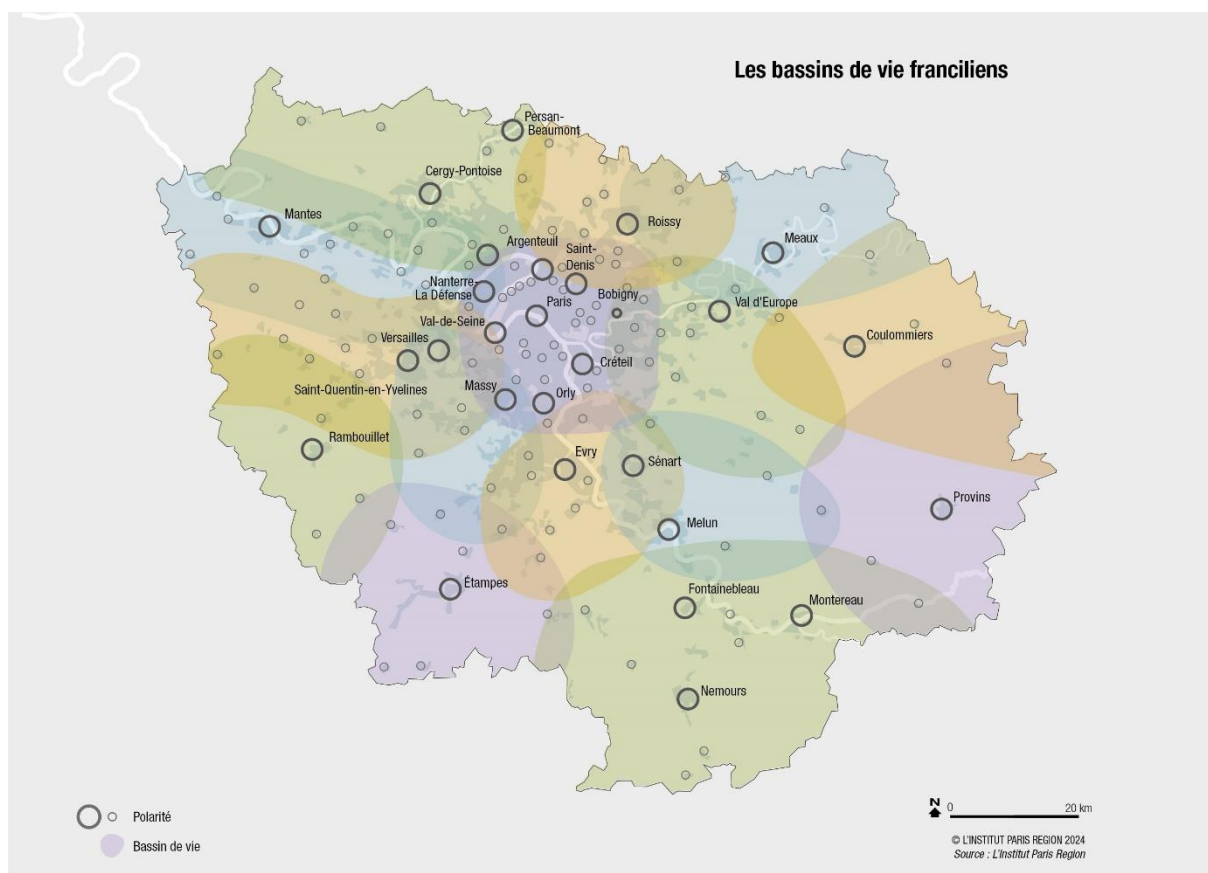 Les bassins de vie franciliens
Persan-
Beaumont
Cergy-Pontoise
Mantes
Roissy
Argenteuil
Saint-
Denis
Meaux
Nanterre-
La Défense
Bobigny
Paris
Val d'Europe
Val-de-Seine
Versailles
Coulommiers
Créteil
Saint-Quentin-en-Yvelines
Massy
Orly
Rambouillet
Evry
Sénart
Provins
Melun
Étampes
Fontainebleau
Montereau
Nemours
Polarité
Bassin de vie
N
0 20 km
© L'INSTITUT PARIS REGION 2024
Source : L'Institut Paris Region